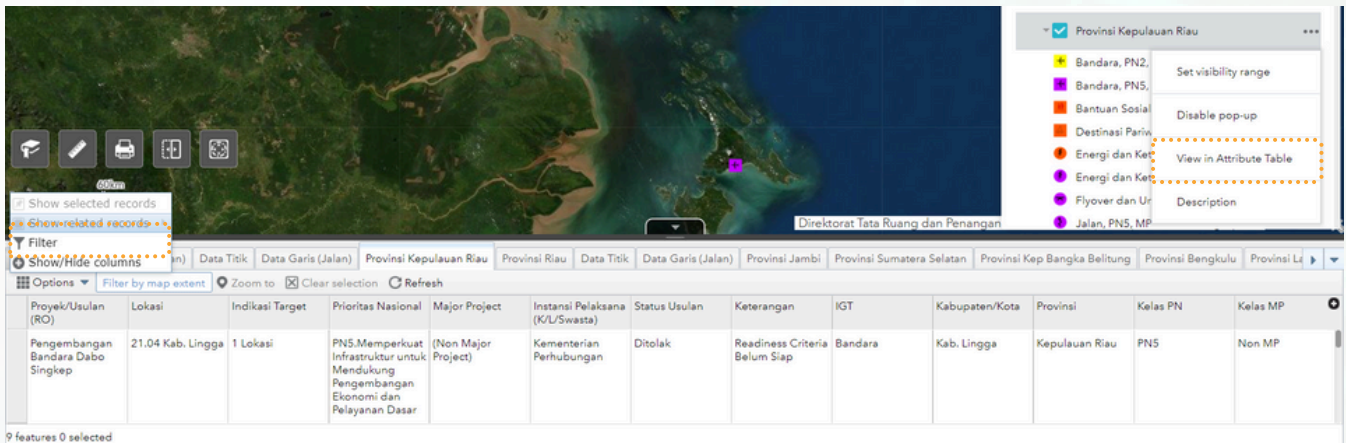 Provinsi Kepulauan Riau
Bandara, PN2,
Bandara, PN5,
Bantuan Sosial
Destinasi Pariw
Energi dan Ket
Energi dan Ket
Flyover dan Un
Jalan, PN5, MP
Set visibility range
Disable pop-up
View in Attribute Table
Description
60km
Show selected records
Show related records
Filter
Show/Hide columns
Direktorat Tata Ruang dan Penangan
an) Data Titik Data Garis (Jalan) Provinsi Kepulauan Riau Provinsi Riau Data Titik Data Garis (Jalan) Provinsi Jambi Provinsi Sumatera Selatan Provinsi Kep Bangka Belitung Provinsi Bengkulu Provinsi La
Options Filter by map extent Zoom to Clear selection Refresh
Proyek/Usulan (RO) Lokasi Indikasi Target Prioritas Nasional Major Project Instansi Pelaksana (K/L/Swasta) Status Usulan Keterangan IGT Kabupaten/Kota Provinsi Kelas PN Kelas MP
Pengembangan 21.04 Kab. Lingga 1 Lokasi PN5.Memperkuat (Non Major Kementerian Ditolak Readiness Criteria Bandara Kab. Lingga Kepulauan Riau PN5 Non MP
Bandara Dabo Infrastruktur untuk Project) Perhubungan Belum Siap
Singkep Mendukung
Pengembangan
Ekonomi dan
Pelayanan Dasar
9 features 0 selected